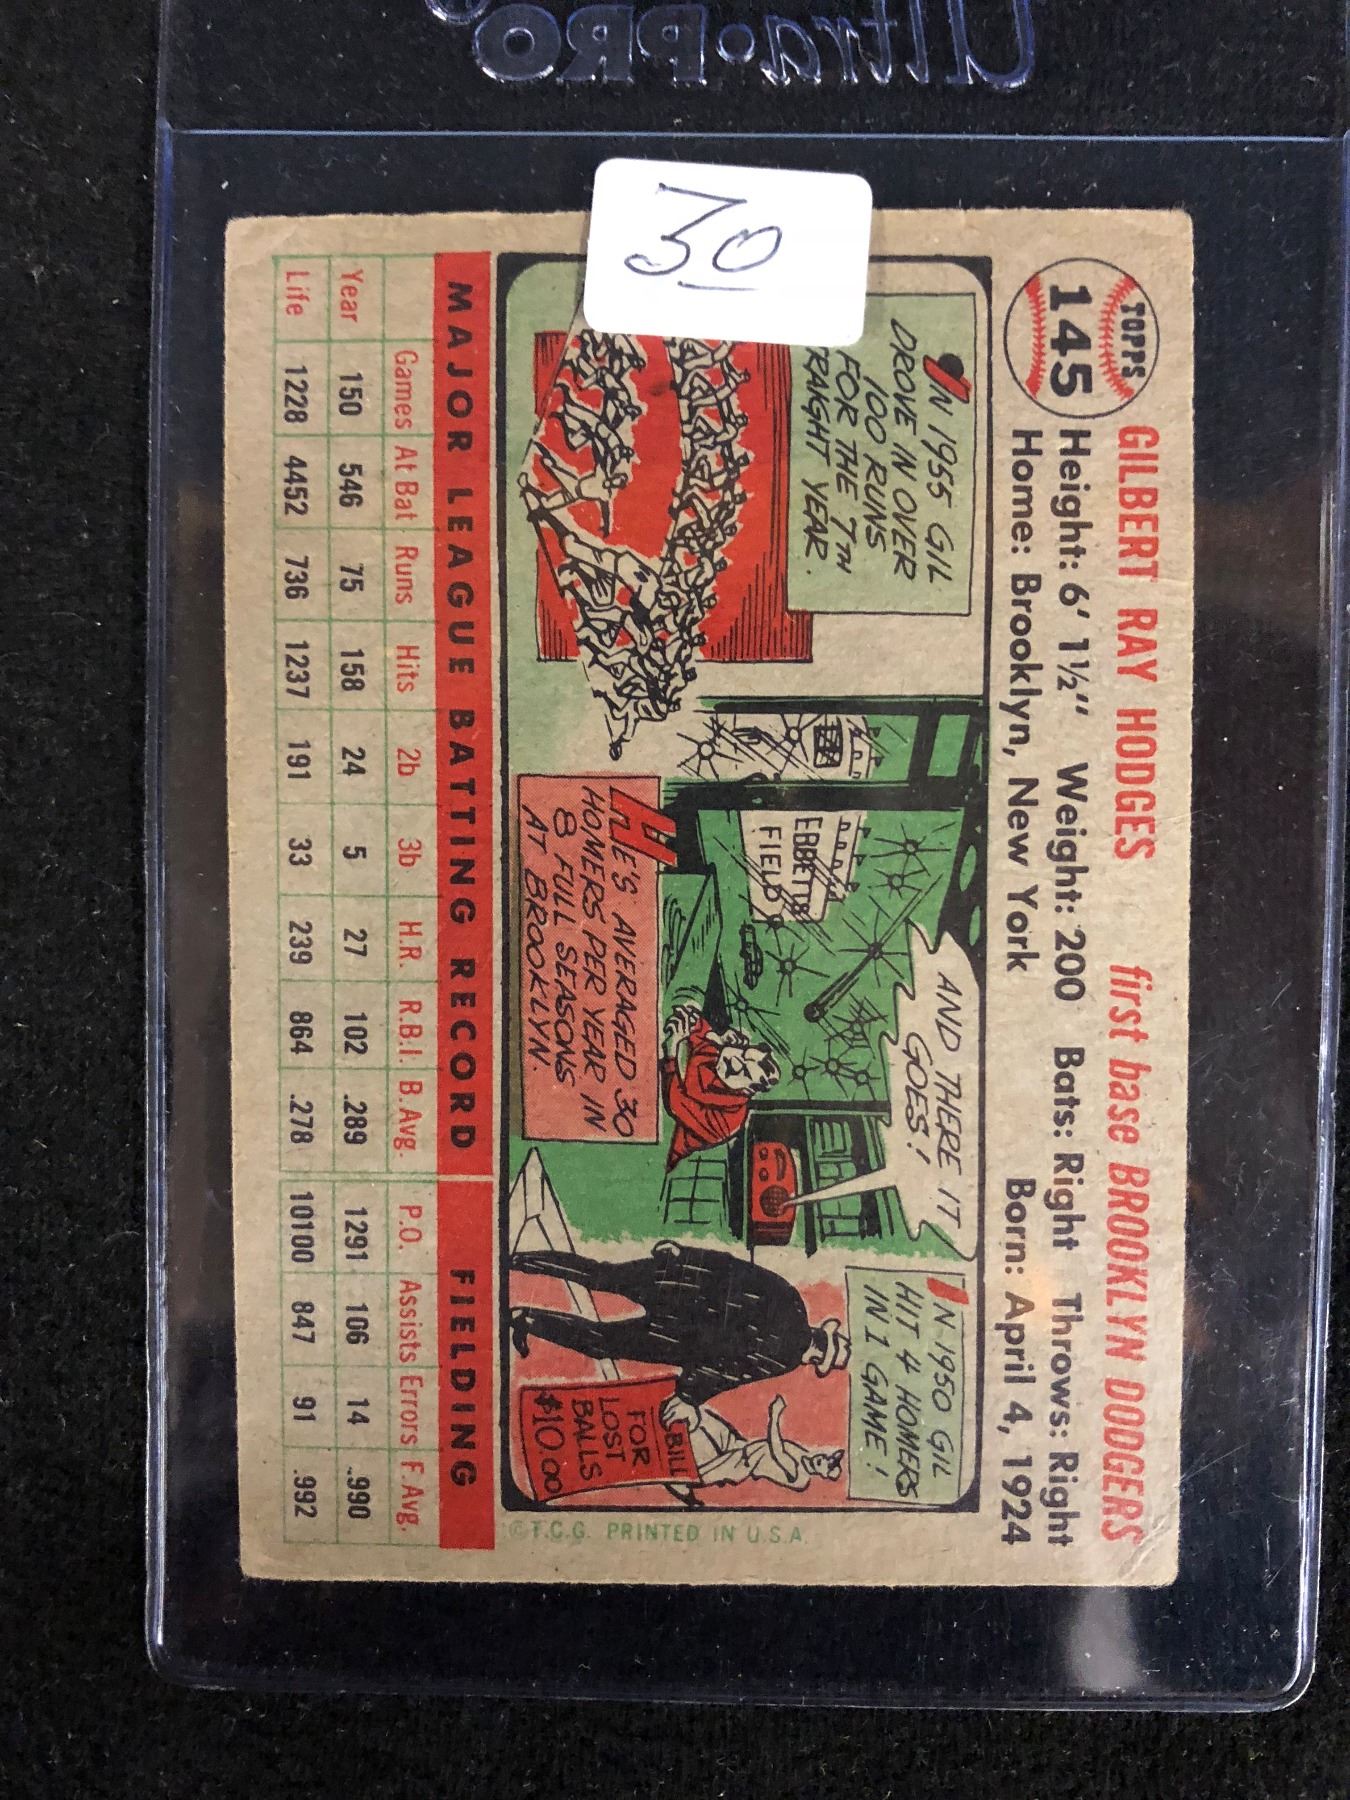 Ultra•PRO
30
TOPPS
145
GILBERT RAY HODGES first base BROOKLYN DODGERS
Height: 6' 1½" Weight: 200 Bats: Right Throws: Right
Home: Brooklyn, New York Born: April 4, 1924
IN 1955 GIL
DROVE IN OVER
100 RUNS
FOR THE 7TH
TRAIGHT YEAR.
EBBETTS
FIELD
AND THERE IT
GOES!
HE'S AVERAGED 30
HOMERS PER YEAR IN
8 FULL SEASONS
AT BROOKLYN.
IN 1950 GIL
HIT 4 HOMERS
IN 1 GAME!
BILL
FOR
LOST
BALLS
$10.00
©T.C.G. PRINTED IN U.S.A.
MAJOR LEAGUE BATTING RECORD FIELDING
Games At Bat Runs Hits 2b 3b H.R. R.B.I. B.Avg. P.O. Assists Errors F.Avg.
Year 150 546 75 158 24 5 27 102 .289 1291 106 14 .990
Life 1228 4452 736 1237 191 33 239 864 .278 10100 847 91 .992